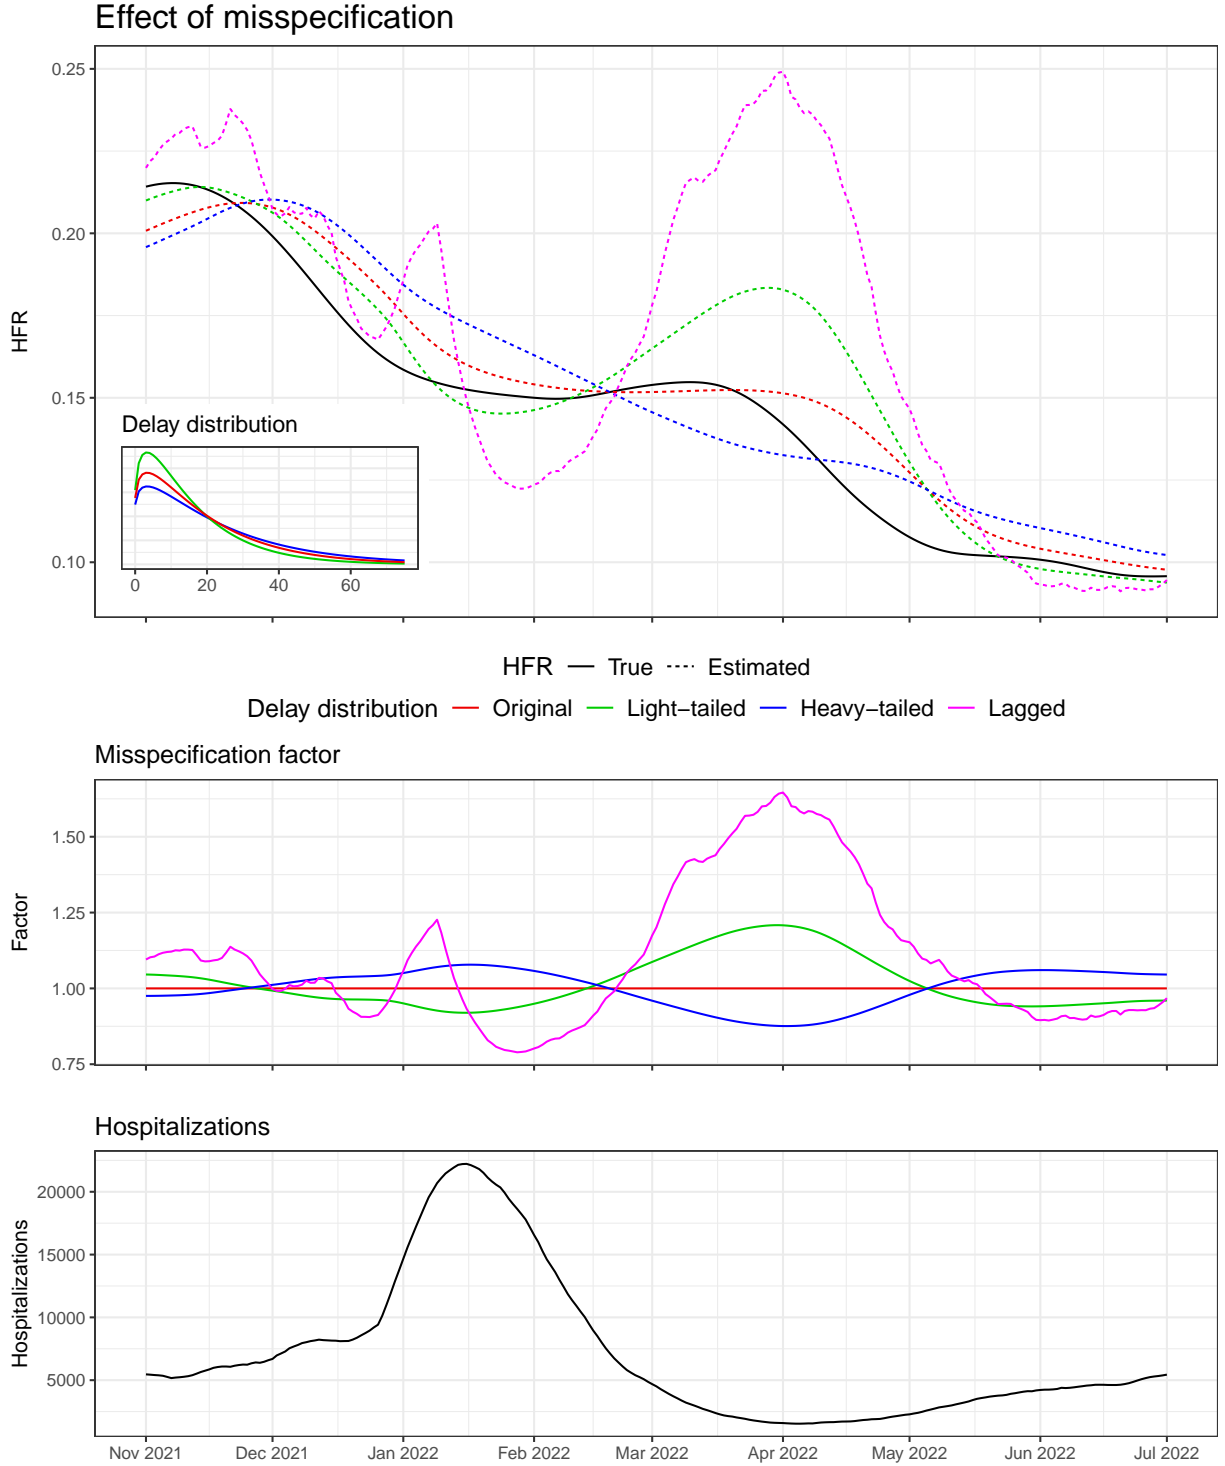 Effect of misspecification
0.25
0.20
0.15
0.10
HFR
Delay distribution
0 20 40 60
HFR True Estimated
Delay distribution Original Light−tailed Heavy−tailed Lagged
Misspecification factor
1.50
1.25
1.00
0.75
Factor
Hospitalizations
20000
15000
10000
5000
Hospitalizations
Nov 2021 Dec 2021 Jan 2022 Feb 2022 Mar 2022 Apr 2022 May 2022 Jun 2022 Jul 2022